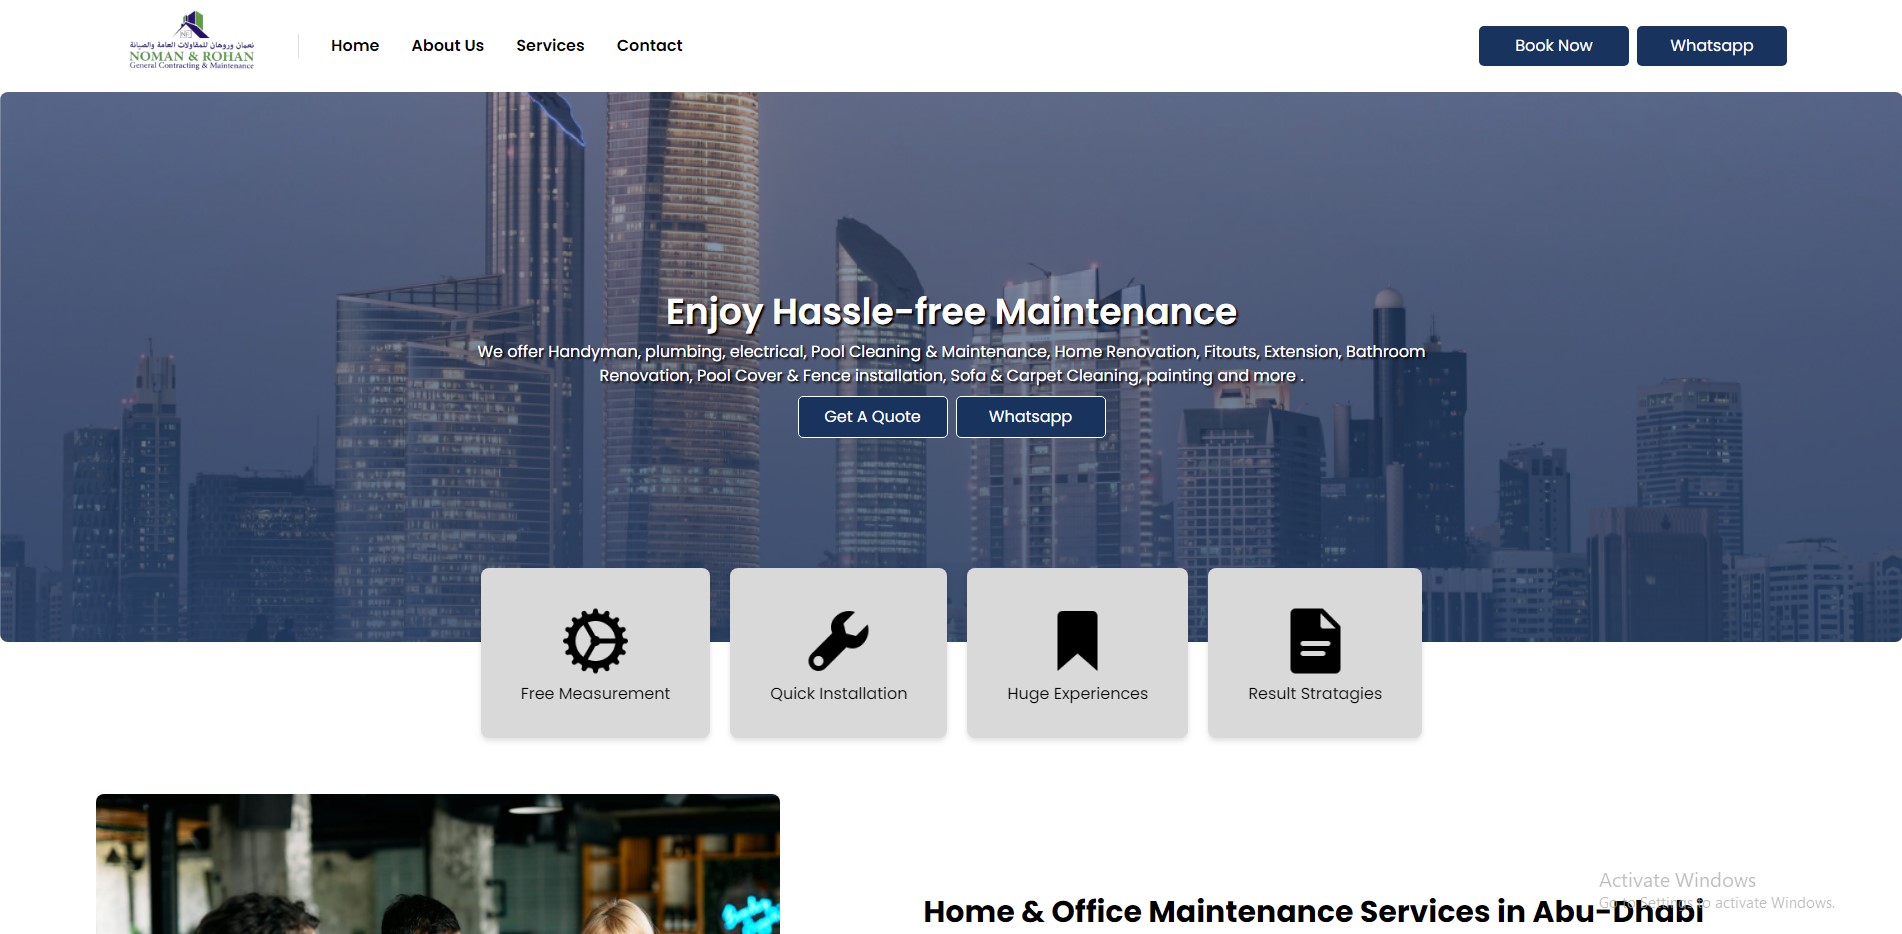 نعمان وروهان للمقاولات العامة والصيانة
NOMAN & ROHAN
General Contracting & Maintenance
Home
About Us
Services
Contact
Book Now
Whatsapp
Enjoy Hassle-free Maintenance
We offer Handyman, plumbing, electrical, Pool Cleaning & Maintenance, Home Renovation, Fitouts, Extension, Bathroom
Renovation, Pool Cover & Fence installation, Sofa & Carpet Cleaning, painting and more .
Get A Quote
Whatsapp
Free Measurement
Quick Installation
Huge Experiences
Result Stratagies
Home & Office Maintenance Services in Abu-Dhabi
Activate Windows
Go to Settings to activate Windows.